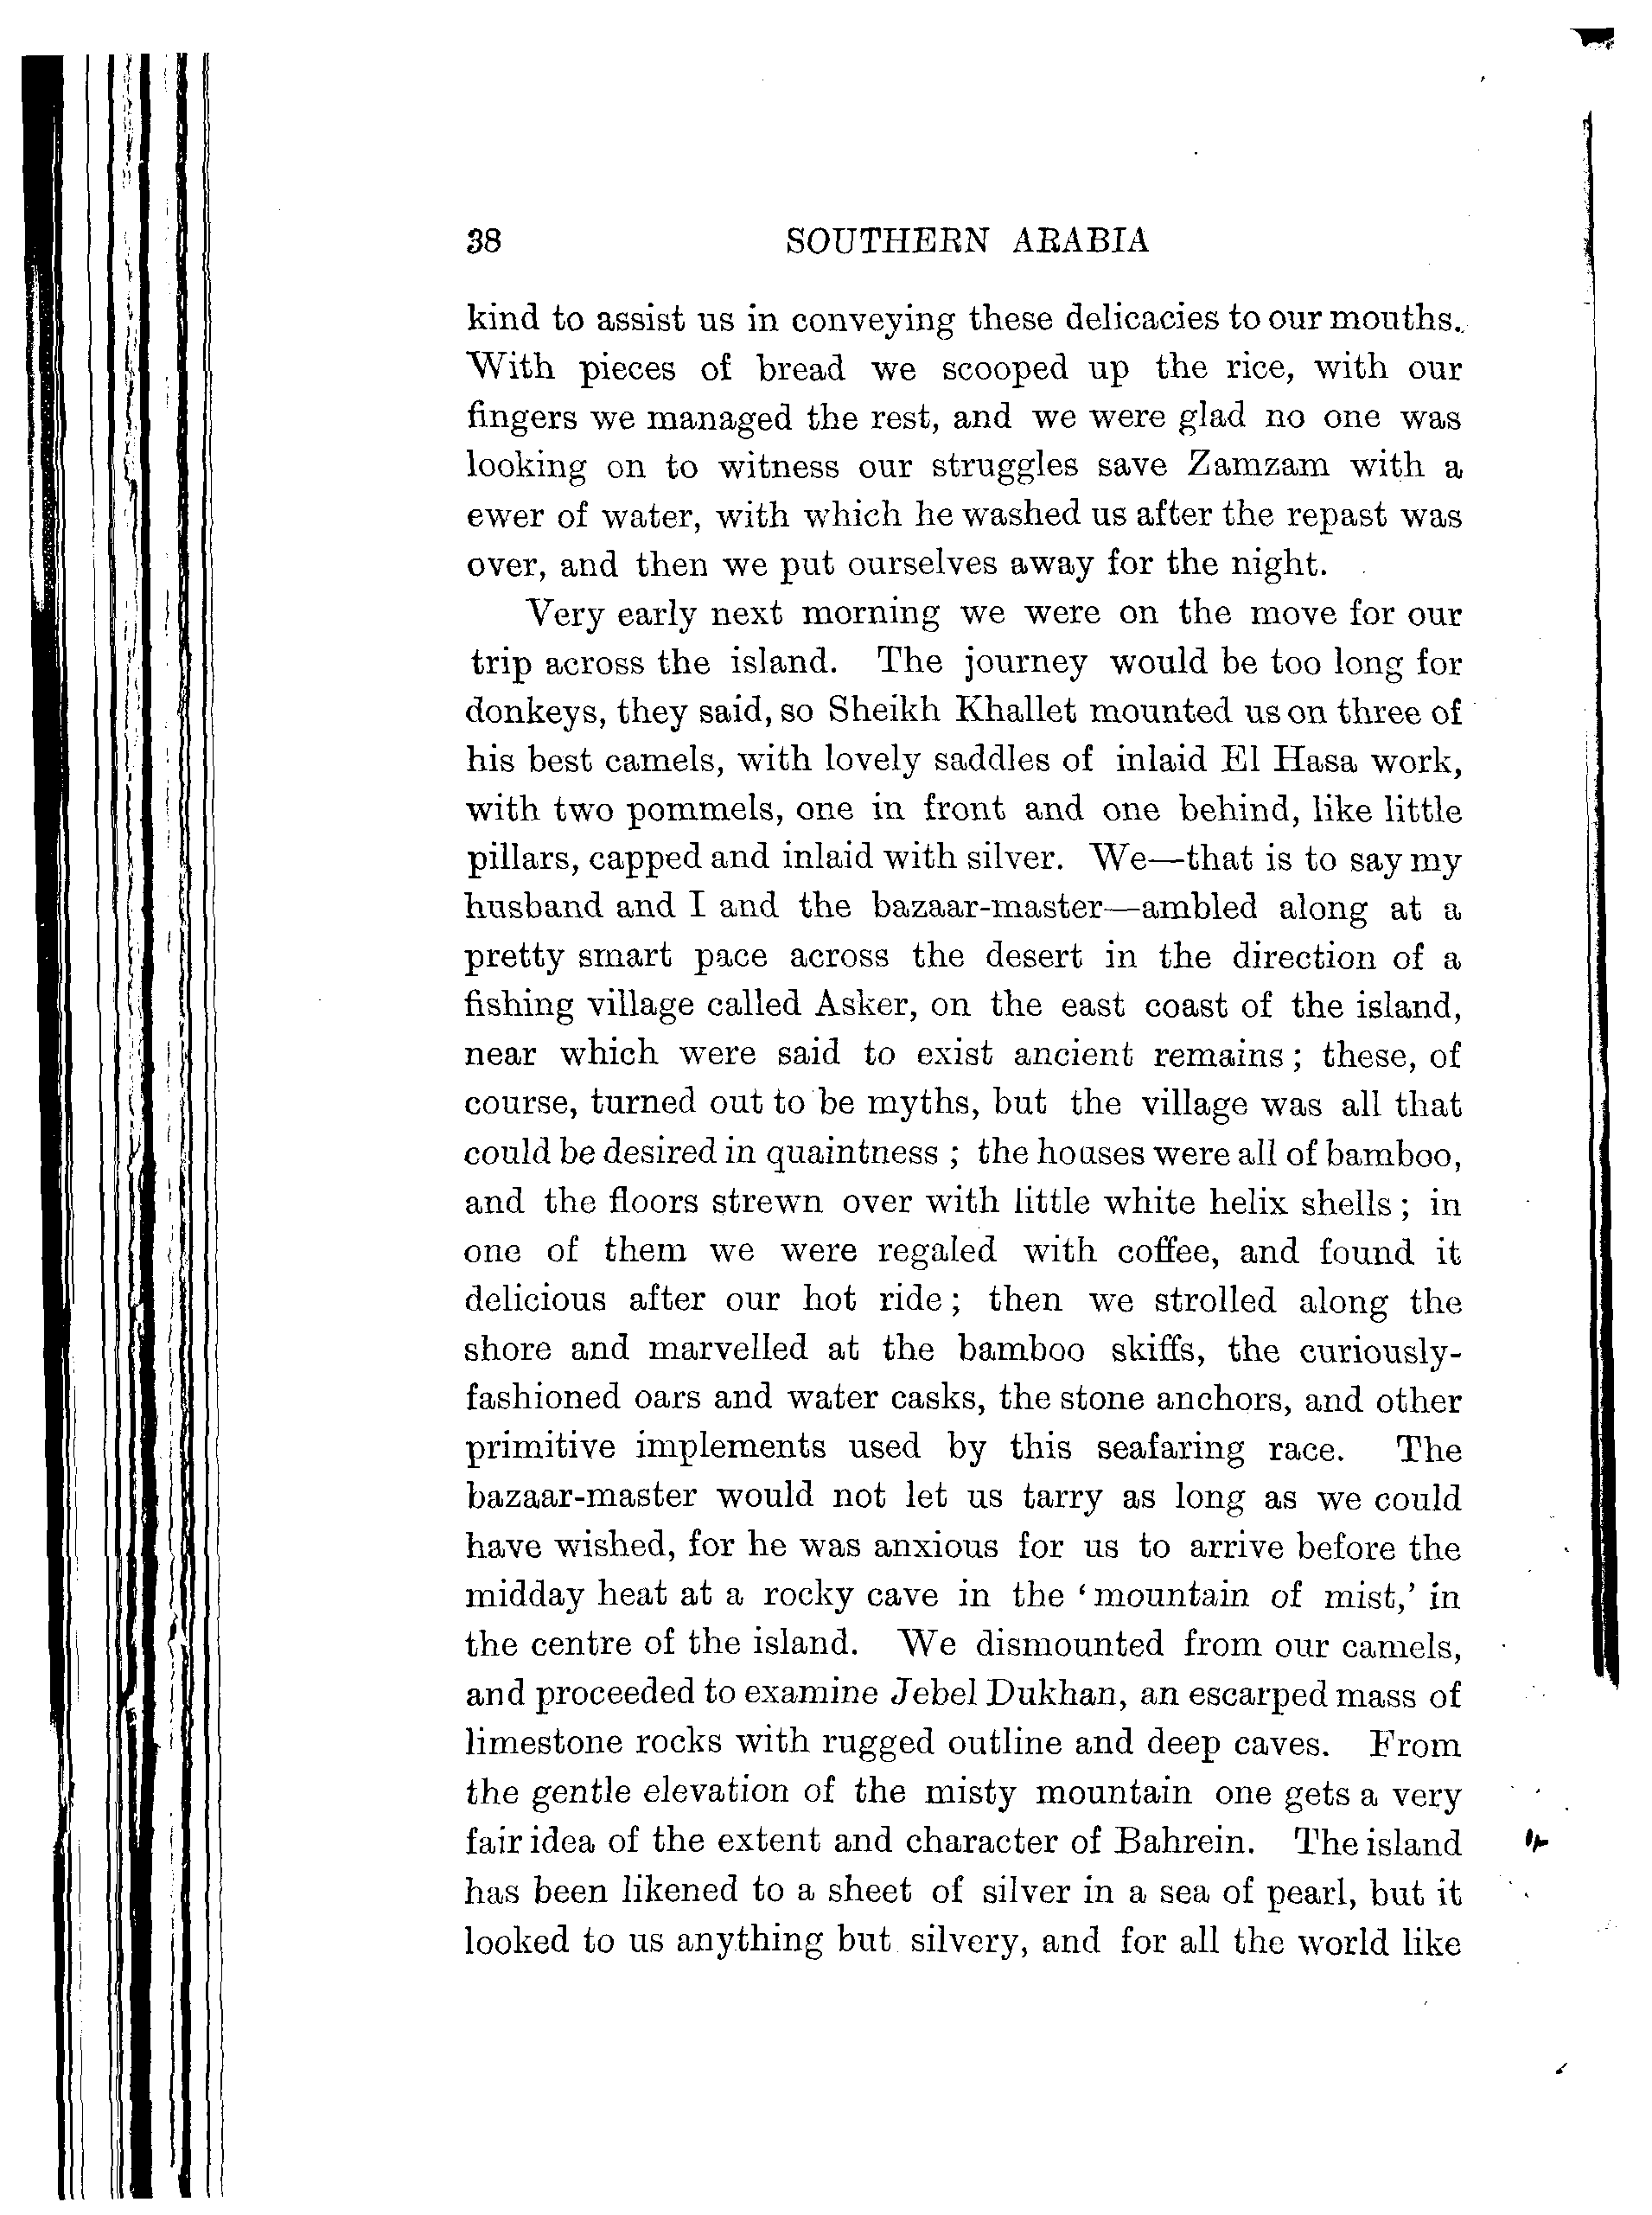 38 SOUTHERN ARABIA
kind to assist us in conveying these delicacies to our mouths.
With pieces of bread we scooped up the rice, with our
fingers we managed the rest, and we were glad no one was
looking on to witness our struggles save Zamzam with a
ewer of water, with which he washed us after the repast was
over, and then we put ourselves away for the night.
Very early next morning we were on the move for our
trip across the island. The journey would be too long for
donkeys, they said, so Sheikh Khallet mounted us on three of
his best camels, with lovely saddles of inlaid El Hasa work,
with two pommels, one in front and one behind, like little
pillars, capped and inlaid with silver. We—that is to say my
husband and I and the bazaar-master—ambled along at a
pretty smart pace across the desert in the direction of a
fishing village called Asker, on the east coast of the island,
near which were said to exist ancient remains; these, of
course, turned out to be myths, but the village was all that
could be desired in quaintness; the houses were all of bamboo,
and the floors strewn over with little white helix shells; in
one of them we were regaled with coffee, and found it
delicious after our hot ride; then we strolled along the
shore and marvelled at the bamboo skiffs, the curiously-
fashioned oars and water casks, the stone anchors, and other
primitive implements used by this seafaring race. The
bazaar-master would not let us tarry as long as we could
have wished, for he was anxious for us to arrive before the
midday heat at a rocky cave in the ‘mountain of mist,’ in
the centre of the island. We dismounted from our camels,
and proceeded to examine Jebel Dukhan, an escarped mass of
limestone rocks with rugged outline and deep caves. From
the gentle elevation of the misty mountain one gets a very
fair idea of the extent and character of Bahrein. The island
has been likened to a sheet of silver in a sea of pearl, but it
looked to us anything but silvery, and for all the world like